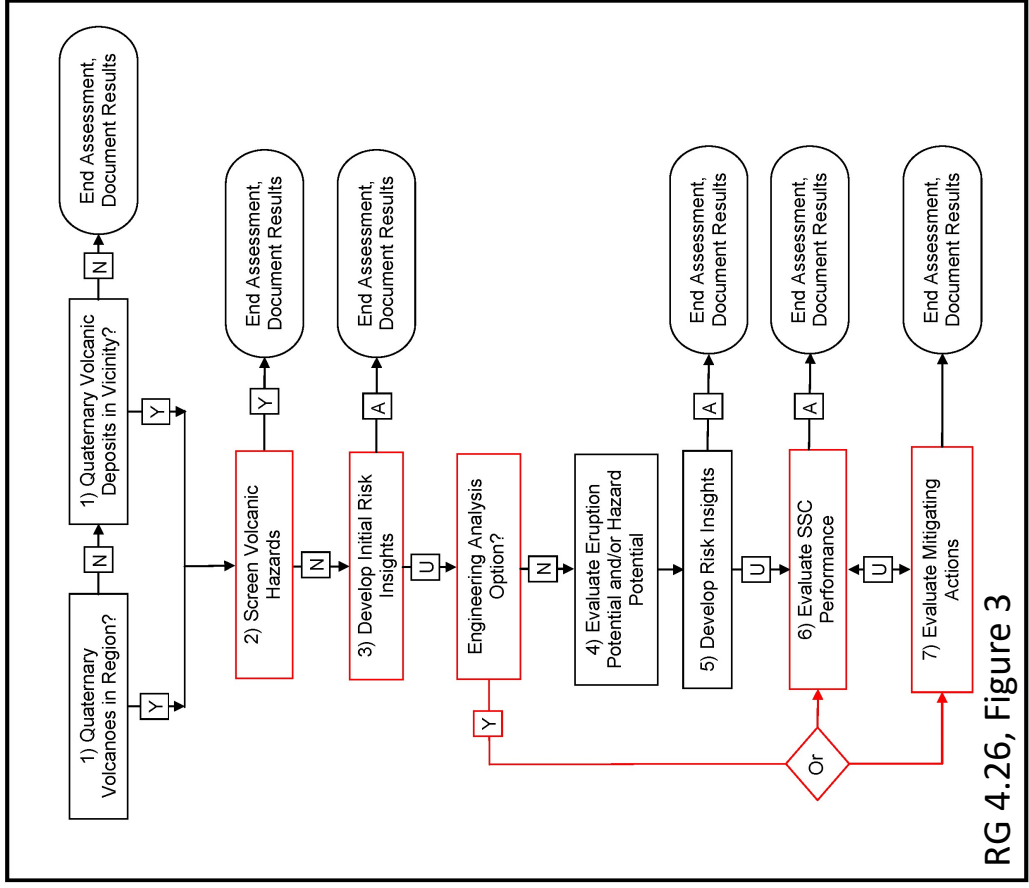 1) Quaternary
Volcanoes in Region?
N
1) Quaternary Volcanic
Deposits in Vicinity?
N
End Assessment,
Document Results
Y
Y
2) Screen Volcanic
Hazards
Y
End Assessment,
Document Results
N
3) Develop Initial Risk
Insights
A
End Assessment,
Document Results
U
Engineering Analysis
Option?
Y
N
4) Evaluate Eruption
Potential and/or Hazard
Potential
5) Develop Risk Insights
A
End Assessment,
Document Results
U
Or
6) Evaluate SSC
Performance
A
End Assessment,
Document Results
U
7) Evaluate Mitigating
Actions
End Assessment,
Document Results
RG 4.26, Figure 3